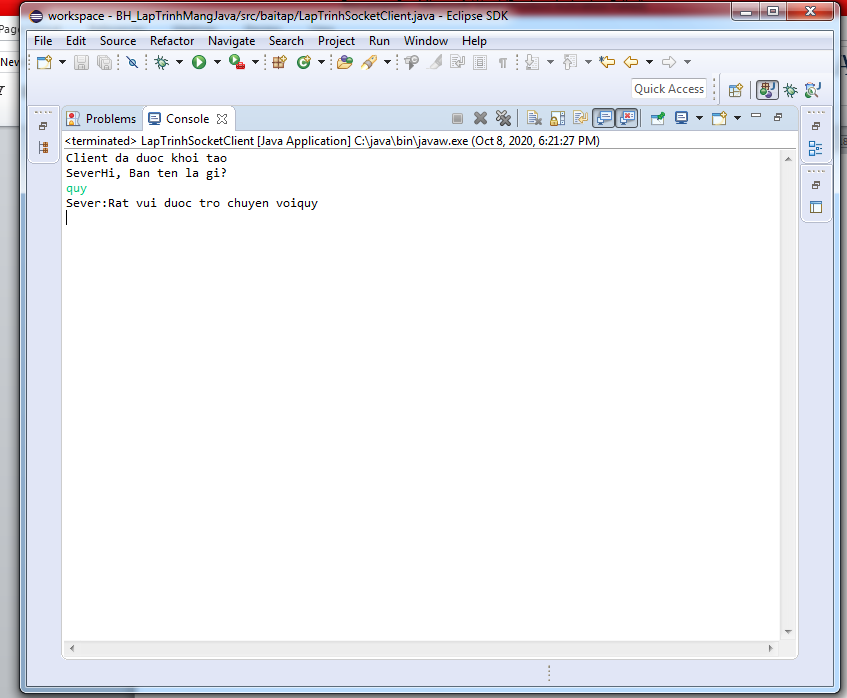 workspace - BH_LapTrinhMangJava/src/baitap/LapTrinhSocketClient.java - Eclipse SDK
File Edit Source Refactor Navigate Search Project Run Window Help
Quick Access
Problems Console
<terminated> LapTrinhSocketClient [Java Application] C:\java\bin\javaw.exe (Oct 8, 2020, 6:21:27 PM)
Client da duoc khoi tao
SeverHi, Ban ten la gi?
quy
Sever:Rat vui duoc tro chuyen voiquy